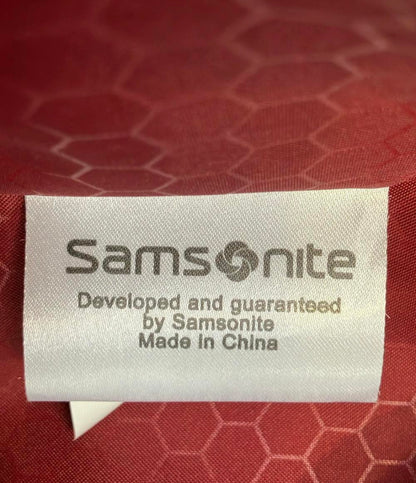 Samsonite
Developed and guaranteed
by Samsonite
Made in China